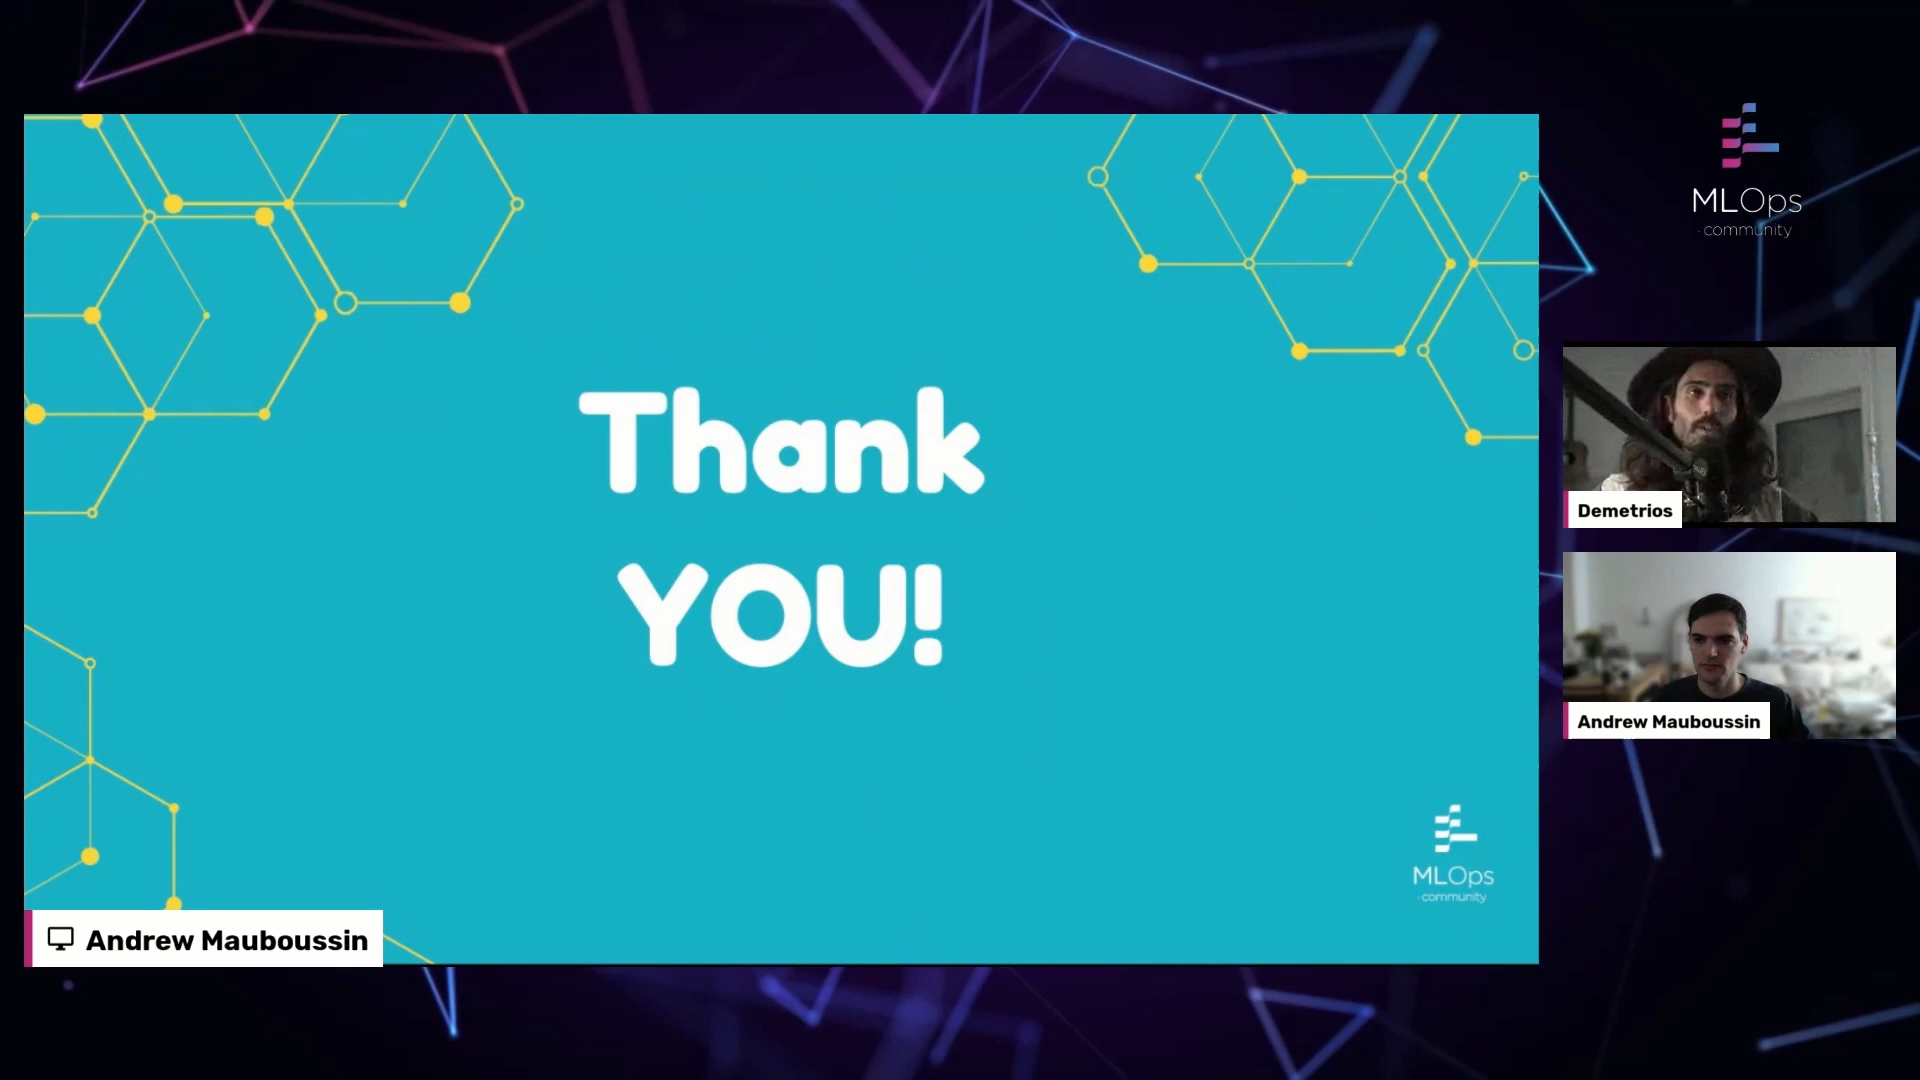 Thank
YOU!
MLOps
community
Andrew Mauboussin
MLOps
community
Demetrios
Andrew Mauboussin